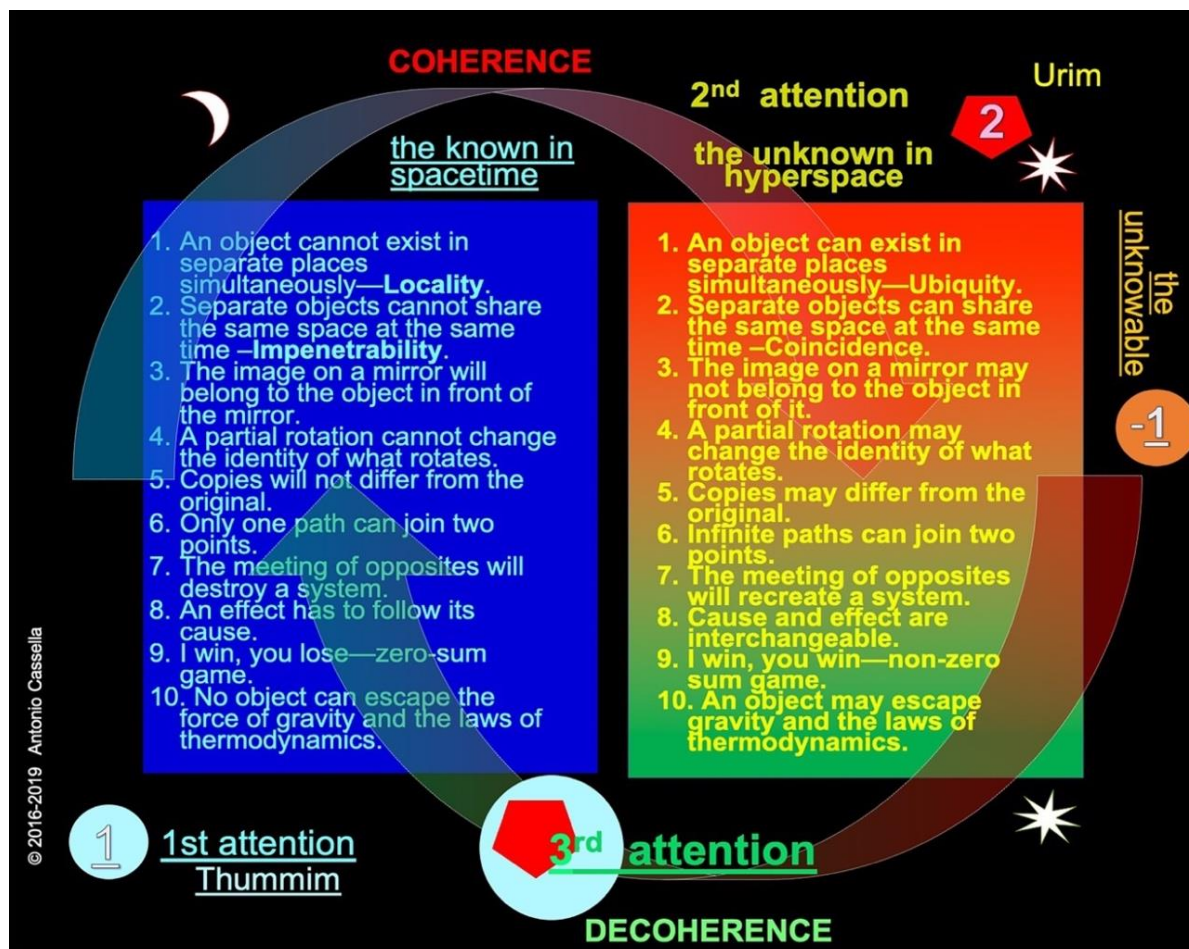 COHERENCE
Urim
2nd attention
2
the known in
spacetime
the unknown in
hyperspace
the
unknowable
-1
1. An object cannot exist in
separate places
simultaneously—Locality.
2. Separate objects cannot share
the same space at the same
time –Impenetrability.
3. The image on a mirror will
belong to the object in front of
the mirror.
4. A partial rotation cannot change
the identity of what rotates.
5. Copies will not differ from the
original.
6. Only one path can join two
points.
7. The meeting of opposites will
destroy a system.
8. An effect has to follow its
cause.
9. I win, you lose—zero-sum
game.
10. No object can escape the
force of gravity and the laws of
thermodynamics.
1. An object can exist in
separate places
simultaneously—Ubiquity.
2. Separate objects can share
the same space at the same
time –Coincidence.
3. The image on a mirror may
not belong to the object in
front of it.
4. A partial rotation may
change the identity of what
rotates.
5. Copies may differ from the
original.
6. Infinite paths can join two
points.
7. The meeting of opposites
will recreate a system.
8. Cause and effect are
interchangeable.
9. I win, you win—non-zero
sum game.
10. An object may escape
gravity and the laws of
thermodynamics.
© 2016-2019 Antonio Cassella
1
1st attention
Thummim
3rd attention
DECOHERENCE